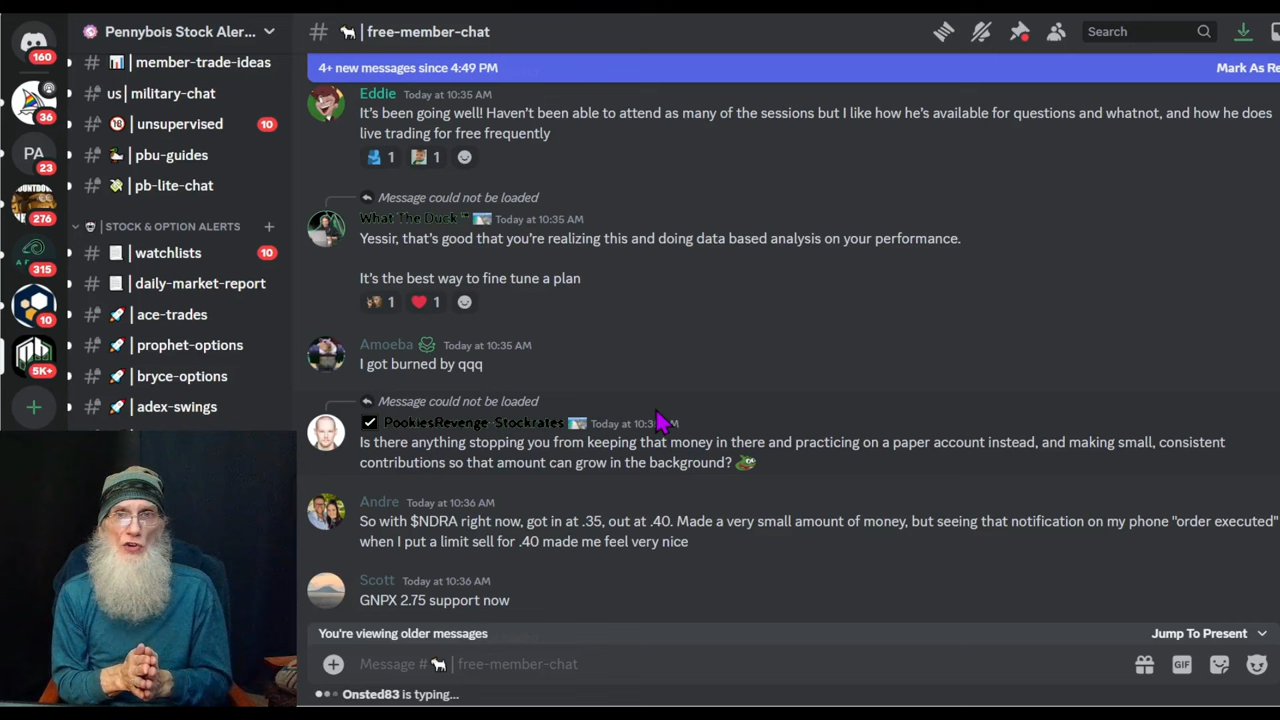 Pennybois Stock Aler...
# | free-member-chat
Search
4+ new messages since 4:49 PM
Mark As Re
160
36
PA
23
276
315
10
5K+
# | member-trade-ideas
# us | military-chat
# | unsupervised 10
# | pbu-guides
# | pb-lite-chat
STOCK & OPTION ALERTS
# | watchlists 10
# | daily-market-report
# | ace-trades
# | prophet-options
# | bryce-options
# | adex-swings
Eddie Today at 10:35 AM
It's been going well! Haven't been able to attend as many of the sessions but I like how he's available for questions and whatnot, and how he does
live trading for free frequently
1 1
Message could not be loaded
What The Duck ™ Today at 10:35 AM
Yessir, that's good that you're realizing this and doing data based analysis on your performance.
It's the best way to fine tune a plan
1 1
Amoeba Today at 10:35 AM
I got burned by qqq
Message could not be loaded
PookiesRevenge-Stockrates Today at
Is there anything stopping you from keeping that money in there and practicing on a paper account instead, and making small, consistent
contributions so that amount can grow in the background?
Andre Today at 10:36 AM
So with $NDRA right now, got in at .35, out at .40. Made a very small amount of money, but seeing that notification on my phone "order executed"
when I put a limit sell for .40 made me feel very nice
Scott Today at 10:36 AM
GNPX 2.75 support now
You're viewing older messages
Jump To Present
Message # | free-member-chat
GIF
Onsted83 is typing...